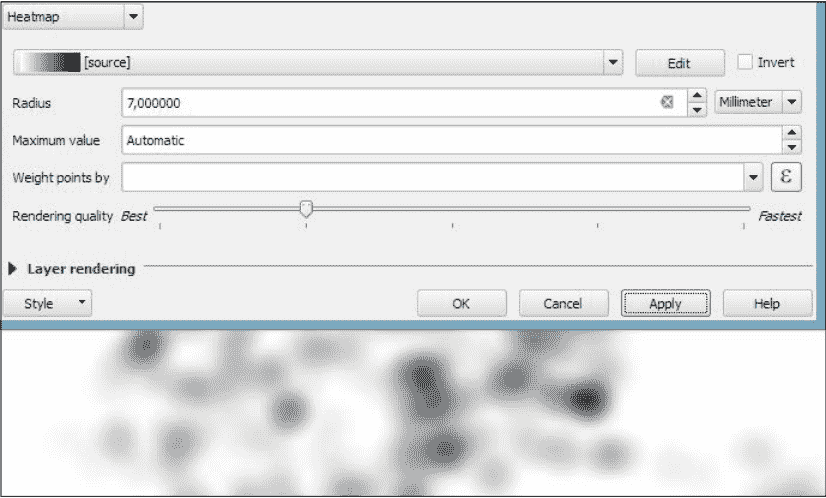 Heatmap
[source] Edit Invert
Radius 7,000000 Millimeter
Maximum value Automatic
Weight points by ε
Rendering quality Best Fastest
Layer rendering
Style OK Cancel Apply Help